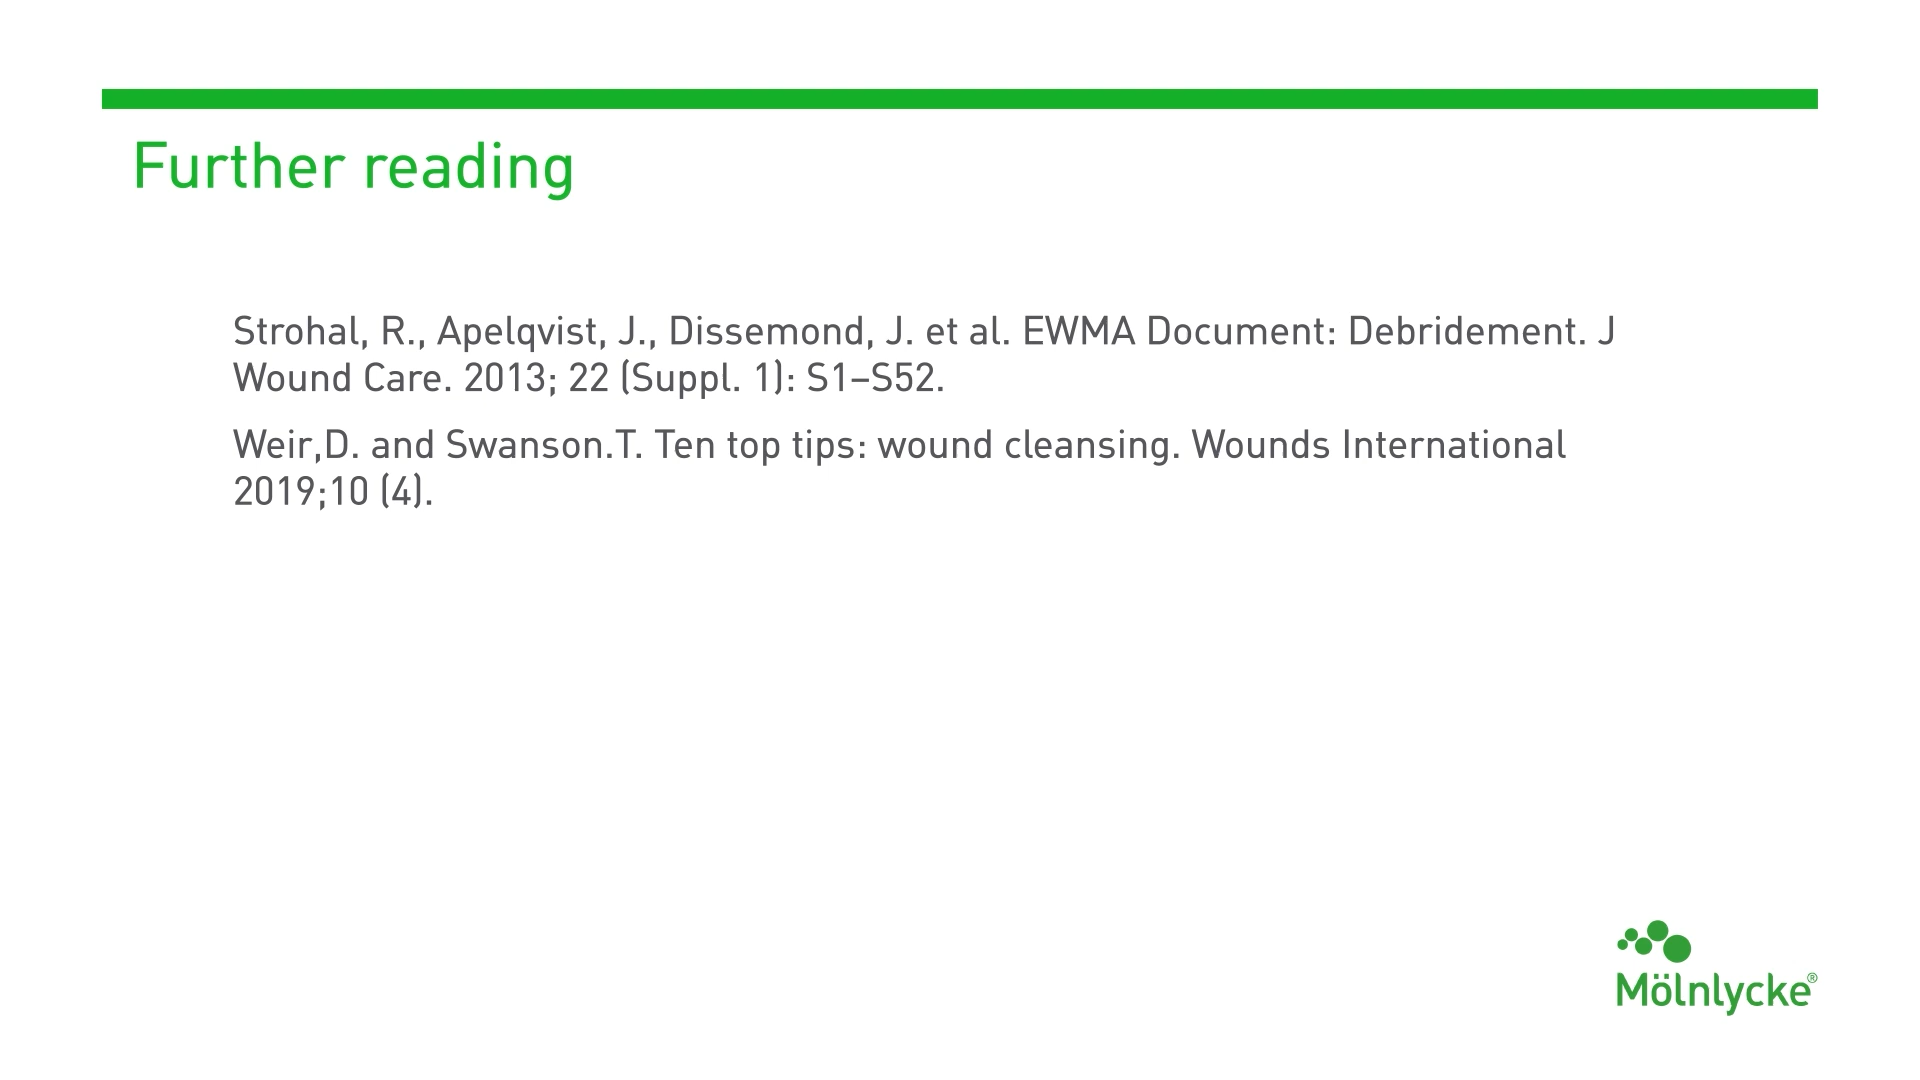 Further reading
Strohal, R., Apelqvist, J., Dissemond, J. et al. EWMA Document: Debridement. J
Wound Care. 2013; 22 (Suppl. 1): S1–S52.
Weir,D. and Swanson.T. Ten top tips: wound cleansing. Wounds International
2019;10 (4).
Mölnlycke®